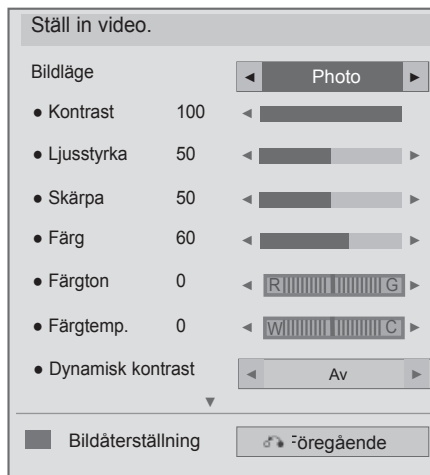 Ställ in video.
Bildläge ◄ Photo ►
● Kontrast 100 ◄
● Ljusstyrka 50 ◄ ►
● Skärpa 50 ◄ ►
● Färg 60 ◄ ►
● Färgton 0 ◄ R G ►
● Färgtemp. 0 ◄ W C ►
● Dynamisk kontrast ◄ Av ►
▼
Bildåterställning öregående